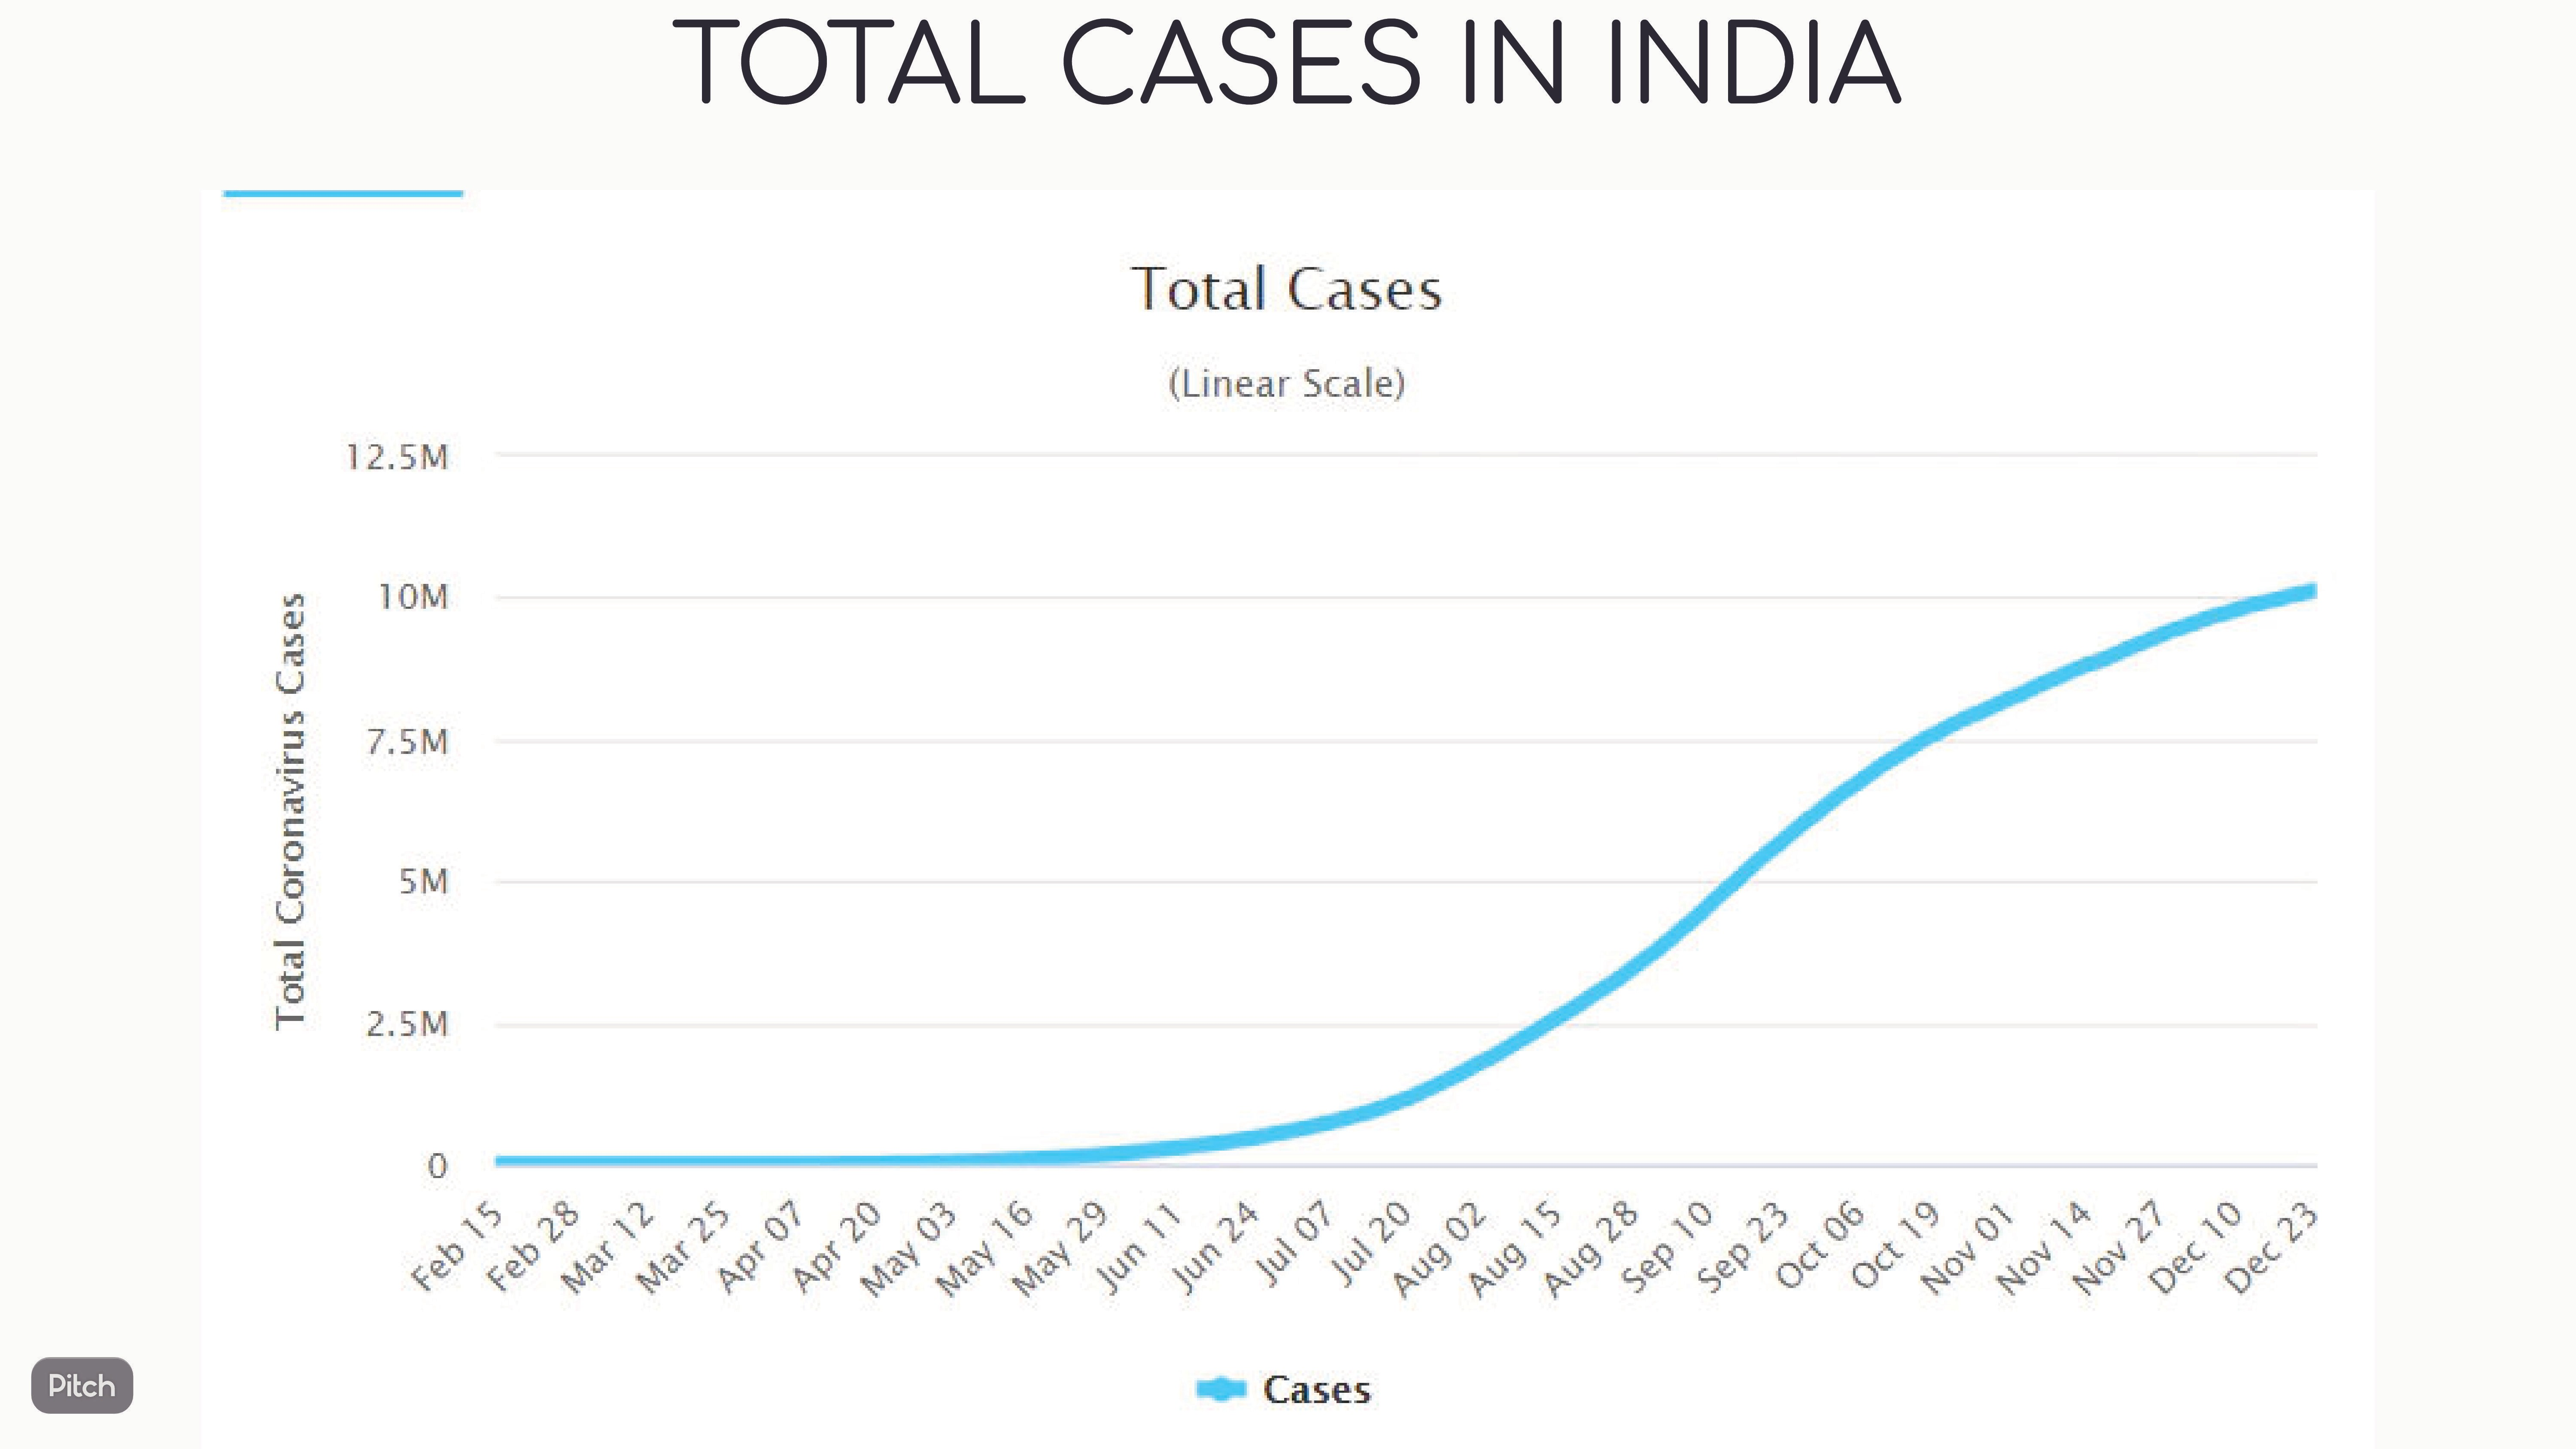 TOTAL CASES IN INDIA
Total Cases
(Linear Scale)
Total Coronavirus Cases
12.5M
10M
7.5M
5M
2.5M
0
Feb 15
Feb 28
Mar 12
Mar 25
Apr 07
Apr 20
May 03
May 16
May 29
Jun 11
Jun 24
Jul 07
Jul 20
Aug 02
Aug 15
Aug 28
Sep 10
Sep 23
Oct 06
Oct 19
Nov 01
Nov 14
Nov 27
Dec 10
Dec 23
Cases
Pitch